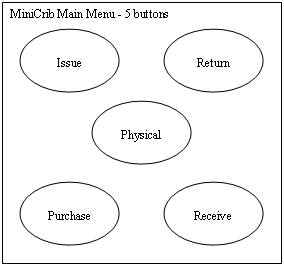 MiniCrib Main Menu - 5 buttons
Issue
Return
Physical
Purchase
Receive